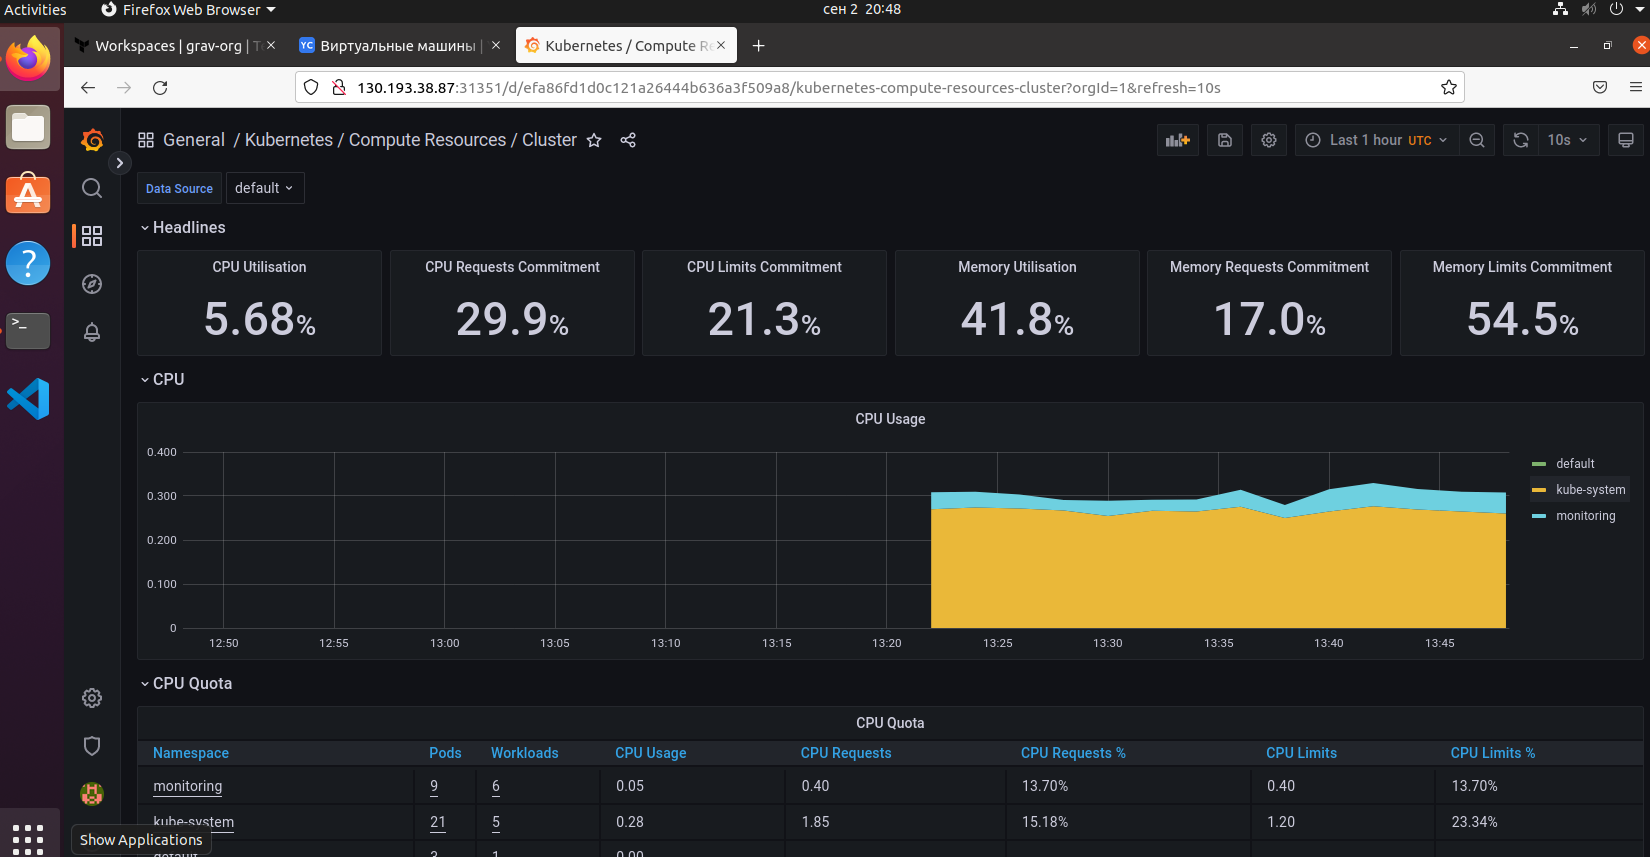 Activities Firefox Web Browser сен 2 20:48
Workspaces | grav-org | Te Виртуальные машины | Kubernetes / Compute Re
130.193.38.87:31351/d/efa86fd1d0c121a26444b636a3f509a8/kubernetes-compute-resources-cluster?orgId=1&refresh=10s
General / Kubernetes / Compute Resources / Cluster Last 1 hour UTC 10s
Data Source default
Headlines
CPU Utilisation CPU Requests Commitment CPU Limits Commitment Memory Utilisation Memory Requests Commitment Memory Limits Commitment
5.68% 29.9% 21.3% 41.8% 17.0% 54.5%
CPU
CPU Usage
0.400
0.300
0.200
0.100
0
12:50 12:55 13:00 13:05 13:10 13:15 13:20 13:25 13:30 13:35 13:40 13:45
default
kube-system
monitoring
CPU Quota
CPU Quota
Namespace Pods Workloads CPU Usage CPU Requests CPU Requests % CPU Limits CPU Limits %
monitoring 9 6 0.05 0.40 13.70% 0.40 13.70%
kube-system 21 5 0.28 1.85 15.18% 1.20 23.34%
Show Applications
default 3 1 0.00